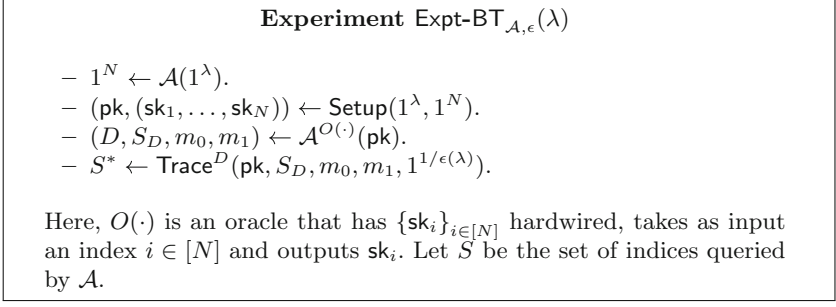 Experiment Expt-BT_{𝒜,ϵ}(λ)
– 1^N ← 𝒜(1^λ).
– (pk, (sk_1, . . . , sk_N)) ← Setup(1^λ, 1^N).
– (D, S_D, m_0, m_1) ← 𝒜^{O(·)}(pk).
– S^* ← Trace^D(pk, S_D, m_0, m_1, 1^{1/ϵ(λ)}).
Here, O(·) is an oracle that has {sk_i}_{i∈[N]} hardwired, takes as input
an index i ∈ [N] and outputs sk_i. Let S be the set of indices queried
by 𝒜.